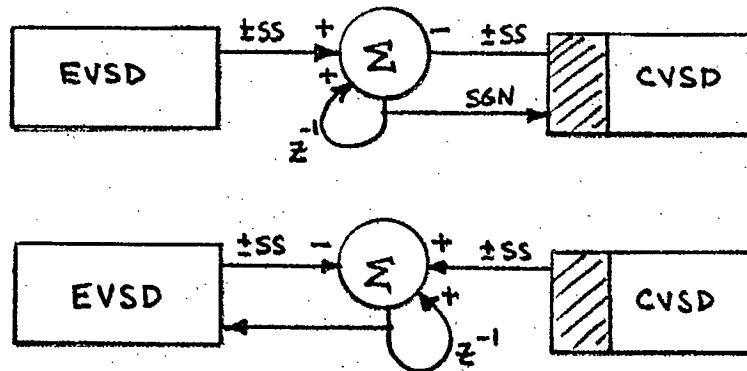 ±SS + - ±SS
EVSD Σ CVSD
+
SGN
z⁻¹
±SS - + ±SS
EVSD Σ CVSD
+
z⁻¹